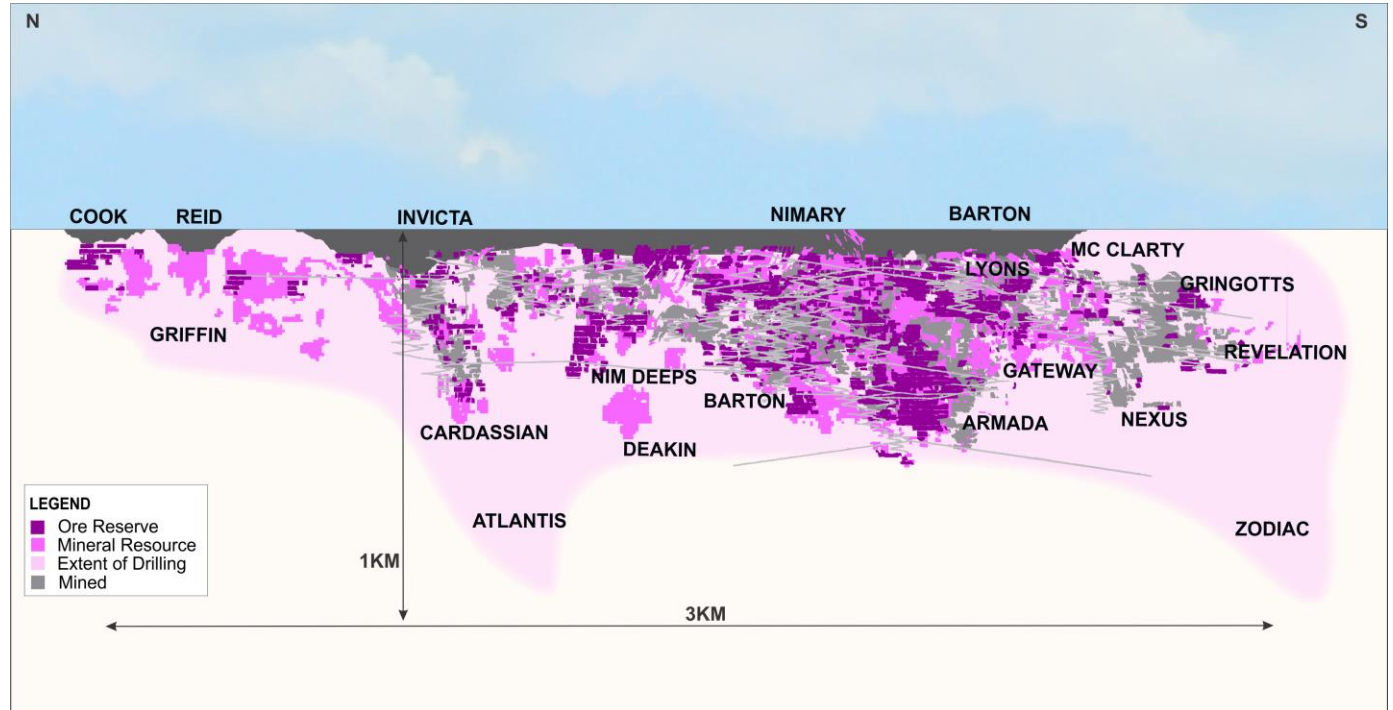 N
S
COOK
REID
INVICTA
NIMARY
BARTON
MC CLARTY
LYONS
GRINGOTTS
GRIFFIN
REVELATION
GATEWAY
NIM DEEPS
BARTON
NEXUS
ARMADA
CARDASSIAN
DEAKIN
ATLANTIS
ZODIAC
LEGEND
Ore Reserve
Mineral Resource
Extent of Drilling
Mined
1KM
3KM